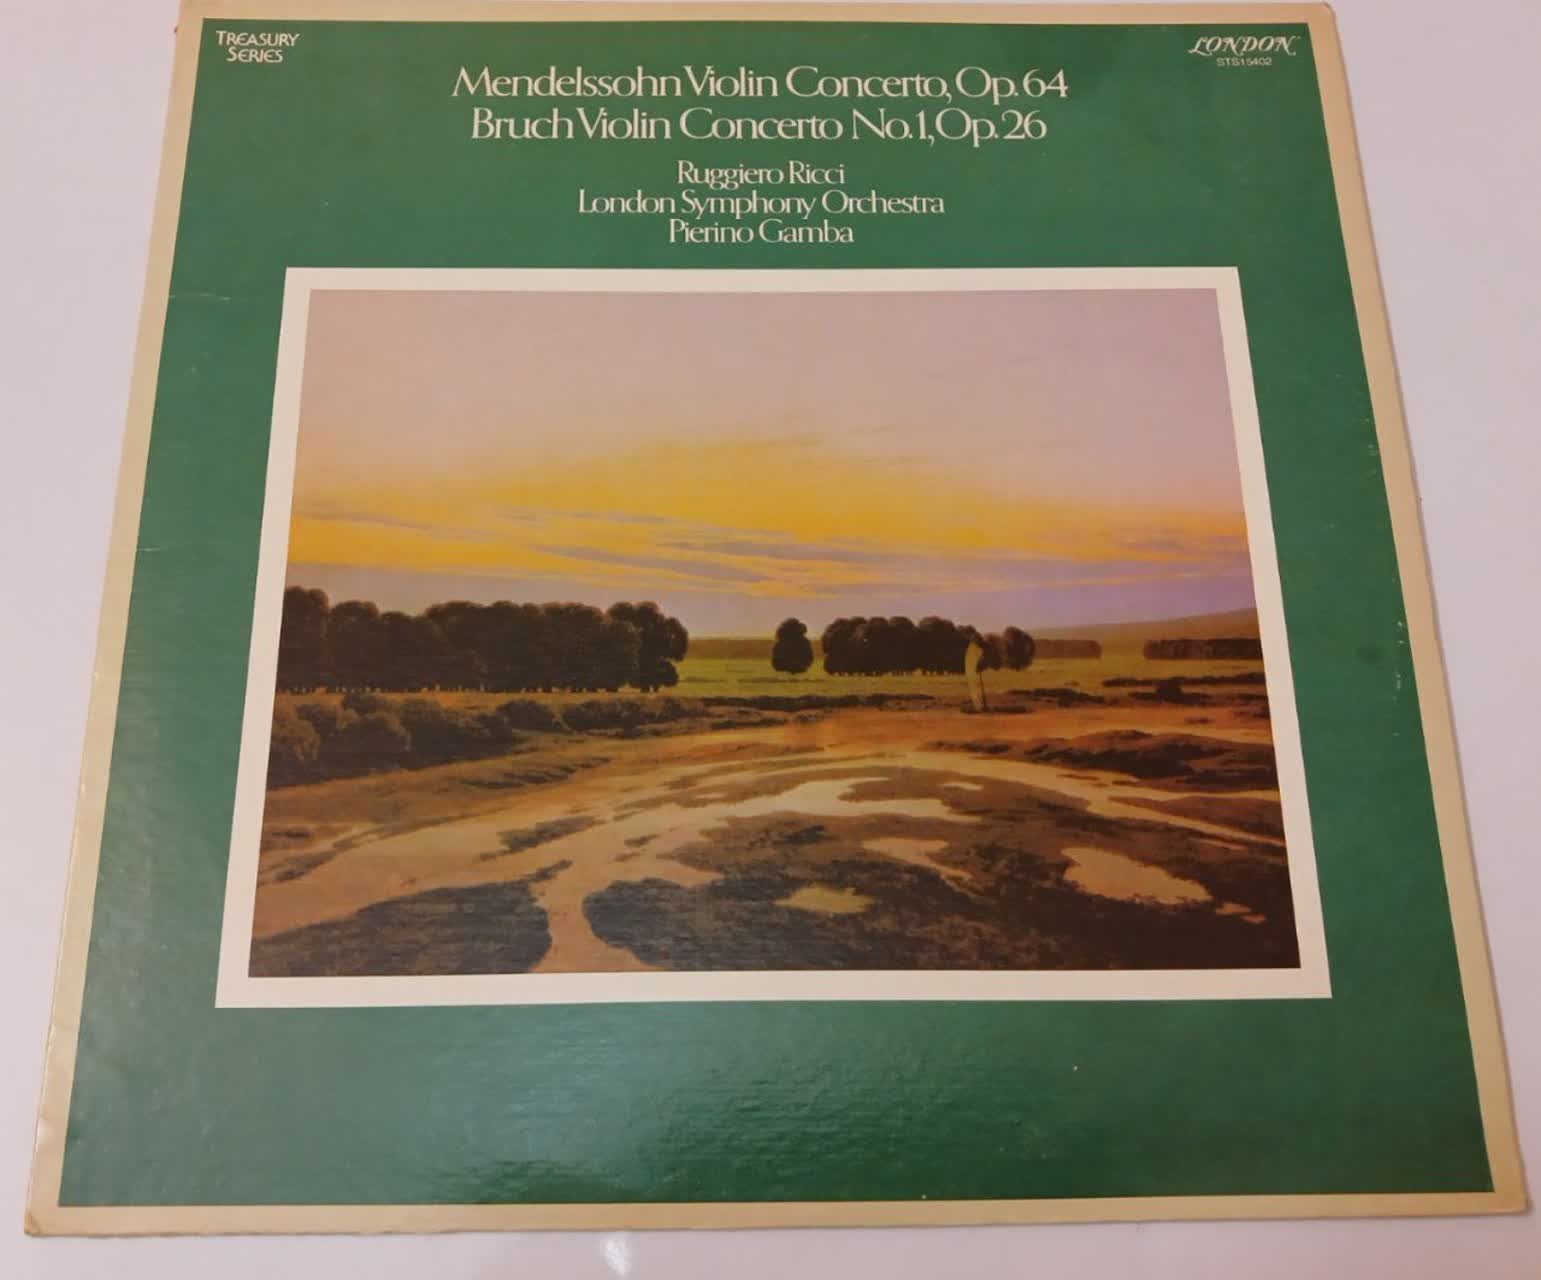 TREASURY
SERIES
LONDON
STS15402
Mendelssohn Violin Concerto, Op. 64
Bruch Violin Concerto No. 1, Op. 26
Ruggiero Ricci
London Symphony Orchestra
Pierino Gamba